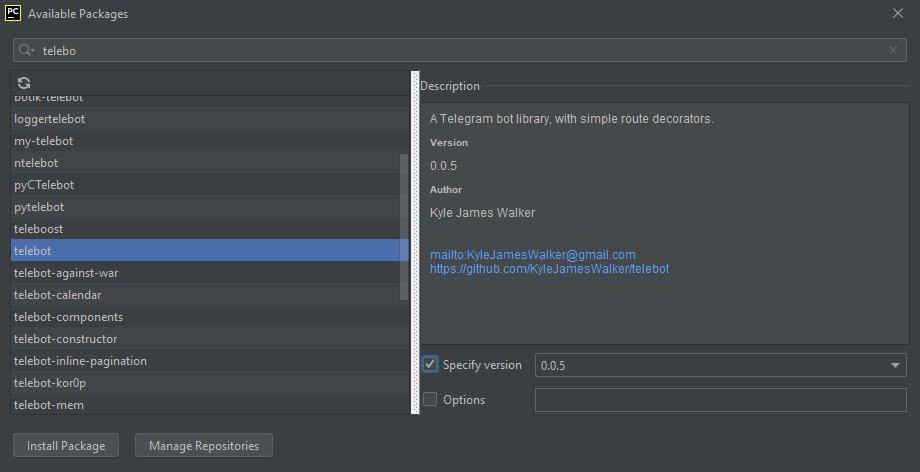 PC Available Packages
telebo
botik-telebot
loggertelebot
my-telebot
ntelebot
pyCTelebot
pytelebot
teleboost
telebot
telebot-against-war
telebot-calendar
telebot-components
telebot-constructor
telebot-inline-pagination
telebot-kor0p
telebot-mem
Description
A Telegram bot library, with simple route decorators.
Version
0.0.5
Author
Kyle James Walker
mailto:KyleJamesWalker@gmail.com
https://github.com/KyleJamesWalker/telebot
Specify version 0.0.5
Options
Install Package Manage Repositories